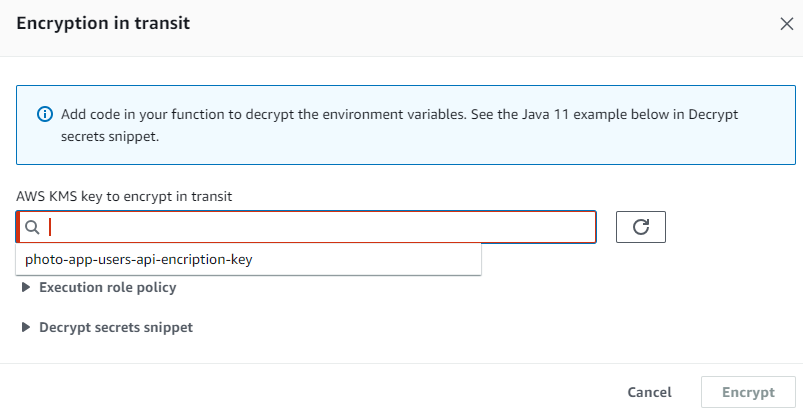 Encryption in transit
Add code in your function to decrypt the environment variables. See the Java 11 example below in Decrypt
secrets snippet.
AWS KMS key to encrypt in transit
photo-app-users-api-encription-key
Execution role policy
Decrypt secrets snippet
Cancel
Encrypt